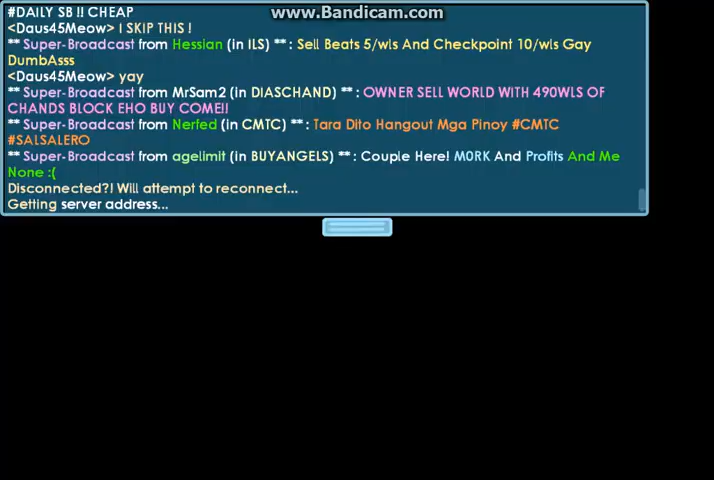 www.Bandicam.com
#DAILY SB !! CHEAP
<Daus45Meow> I SKIP THIS !
** Super-Broadcast from Hessian (in ILS) ** : Sell Beats 5/wls And Checkpoint 10/wls Gay
DumbAsss
<Daus45Meow> yay
** Super-Broadcast from MrSam2 (in DIASCHAND) ** : OWNER SELL WORLD WITH 490WLS OF
CHANDS BLOCK EHO BUY COME!!
** Super-Broadcast from Nerfed (in CMTC) ** : Tara Dito Hangout Mga Pinoy #CMTC
#SALSALERO
** Super-Broadcast from agelimit (in BUYANGELS) ** : Couple Here! M0RK And Profits And Me
None :(
Disconnected?! Will attempt to reconnect...
Getting server address...